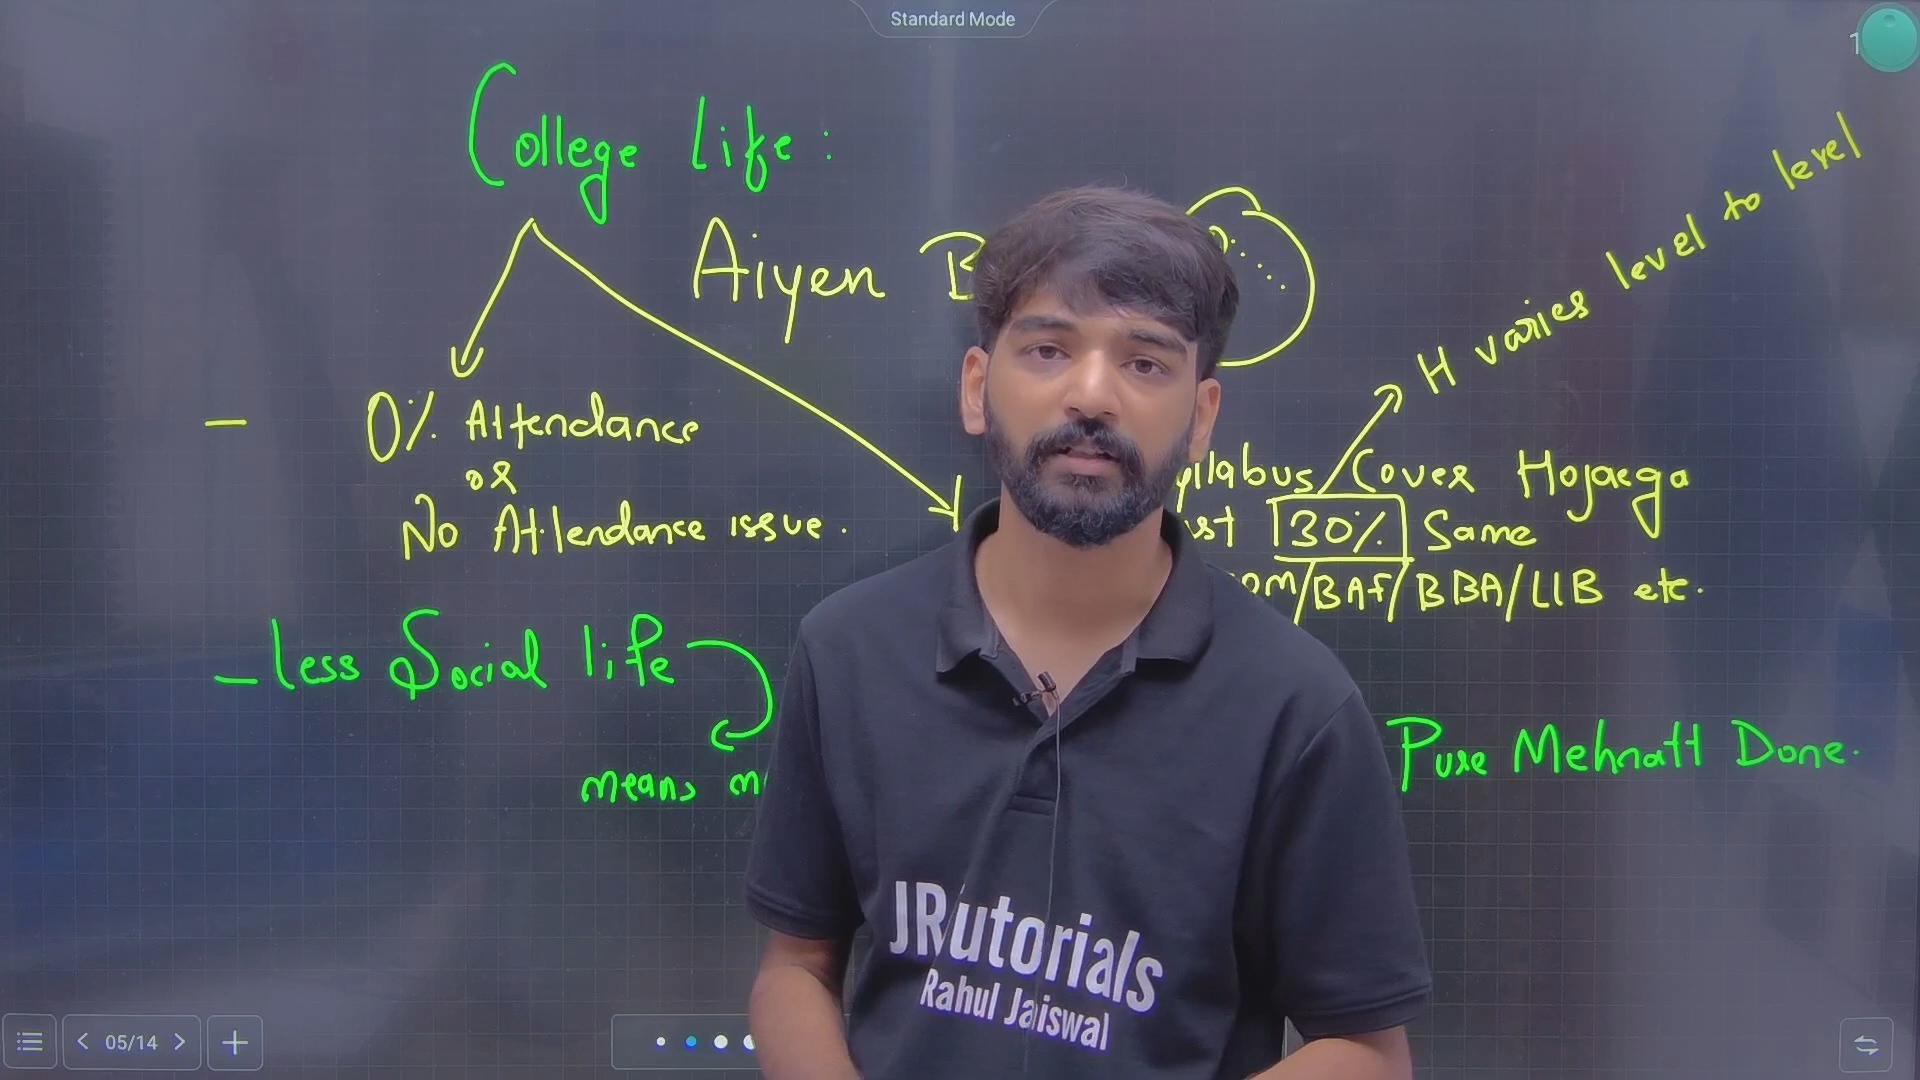 Standard Mode
College Life :
Aiyen
H varies level to level
- 0% Attendance
or
No Attendance issue.
Cover Hojaega
30% Same
/BAF/BBA/LLB etc.
- Less Social life
means
Pure Mehnatt Done.
JRtutorials
Rahul Jaiswal
05/14